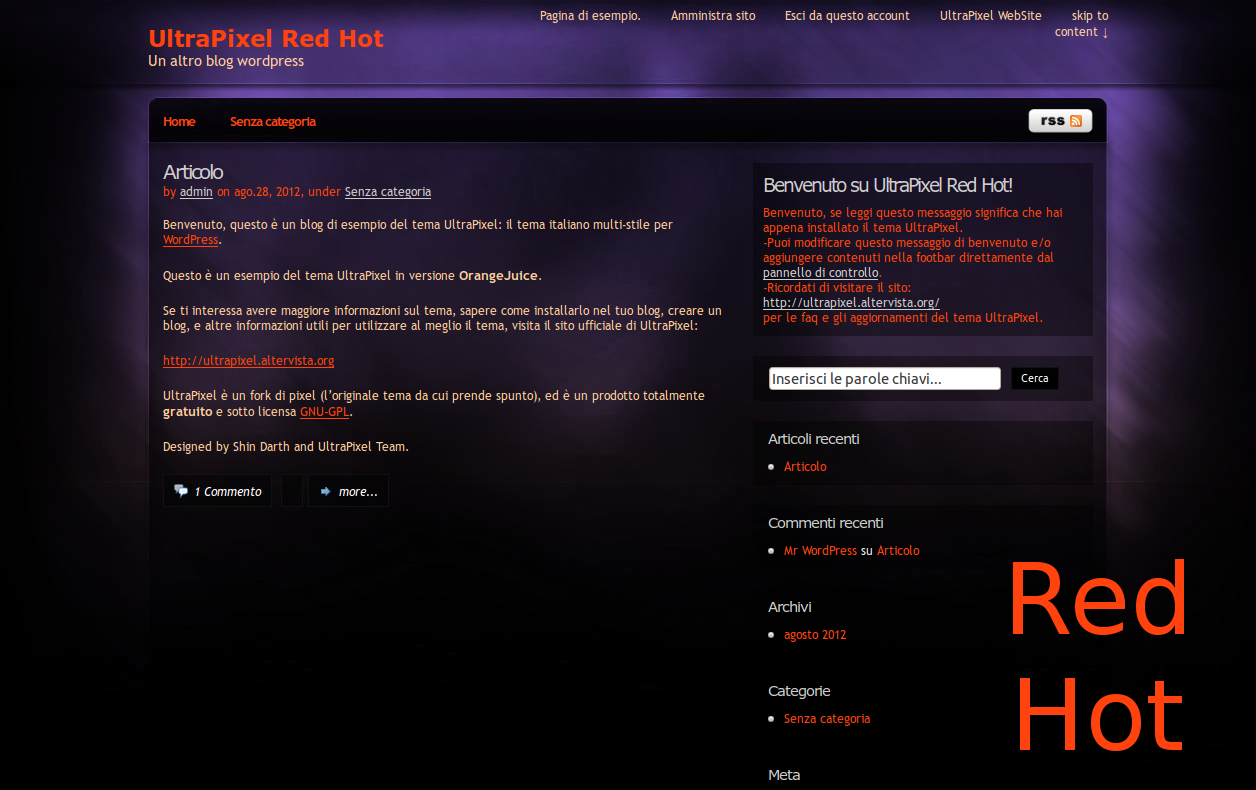 Pagina di esempio. Amministra sito Esci da questo account UltraPixel WebSite skip to
content ↓
UltraPixel Red Hot
Un altro blog wordpress
Home Senza categoria rss
Articolo
by admin on ago.28, 2012, under Senza categoria
Benvenuto, questo è un blog di esempio del tema UltraPixel: il tema italiano multi-stile per
WordPress.
Questo è un esempio del tema UltraPixel in versione OrangeJuice.
Se ti interessa avere maggiore informazioni sul tema, sapere come installarlo nel tuo blog, creare un
blog, e altre informazioni utili per utilizzare al meglio il tema, visita il sito ufficiale di UltraPixel:
http://ultrapixel.altervista.org
UltraPixel è un fork di pixel (l'originale tema da cui prende spunto), ed è un prodotto totalmente
gratuito e sotto licensa GNU-GPL.
Designed by Shin Darth and UltraPixel Team.
1 Commento more...
Benvenuto su UltraPixel Red Hot!
Benvenuto, se leggi questo messaggio significa che hai
appena installato il tema UltraPixel.
-Puoi modificare questo messaggio di benvenuto e/o
aggiungere contenuti nella footbar direttamente dal
pannello di controllo.
-Ricordati di visitare il sito:
http://ultrapixel.altervista.org/
per le faq e gli aggiornamenti del tema UltraPixel.
Inserisci le parole chiavi... Cerca
Articoli recenti
Articolo
Commenti recenti
Mr WordPress su Articolo
Archivi
agosto 2012
Categorie
Senza categoria
Meta
Red
Hot